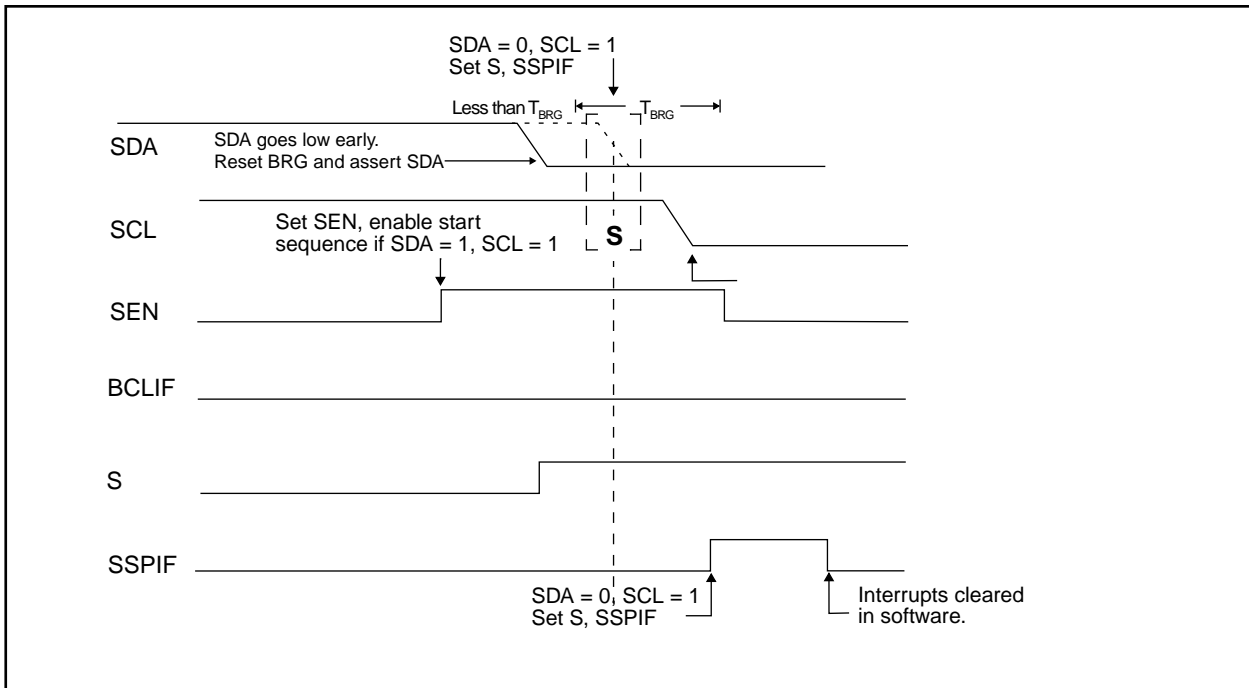 SDA = 0, SCL = 1
Set S, SSPIF
Less than TBRG
TBRG
SDA
SDA goes low early.
Reset BRG and assert SDA
SCL
Set SEN, enable start
sequence if SDA = 1, SCL = 1
S
SEN
BCLIF
S
SSPIF
SDA = 0, SCL = 1
Set S, SSPIF
Interrupts cleared
in software.